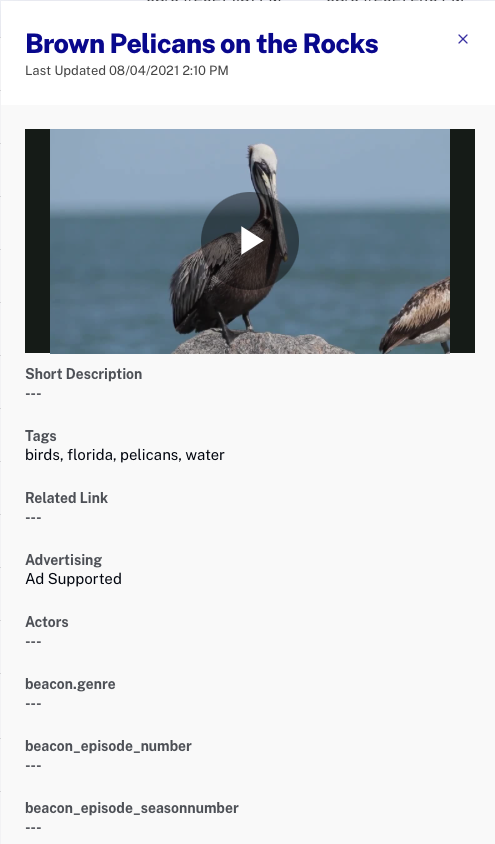 Brown Pelicans on the Rocks
Last Updated 08/04/2021 2:10 PM
Short Description
---
Tags
birds, florida, pelicans, water
Related Link
---
Advertising
Ad Supported
Actors
---
beacon.genre
---
beacon_episode_number
---
beacon_episode_seasonnumber
---